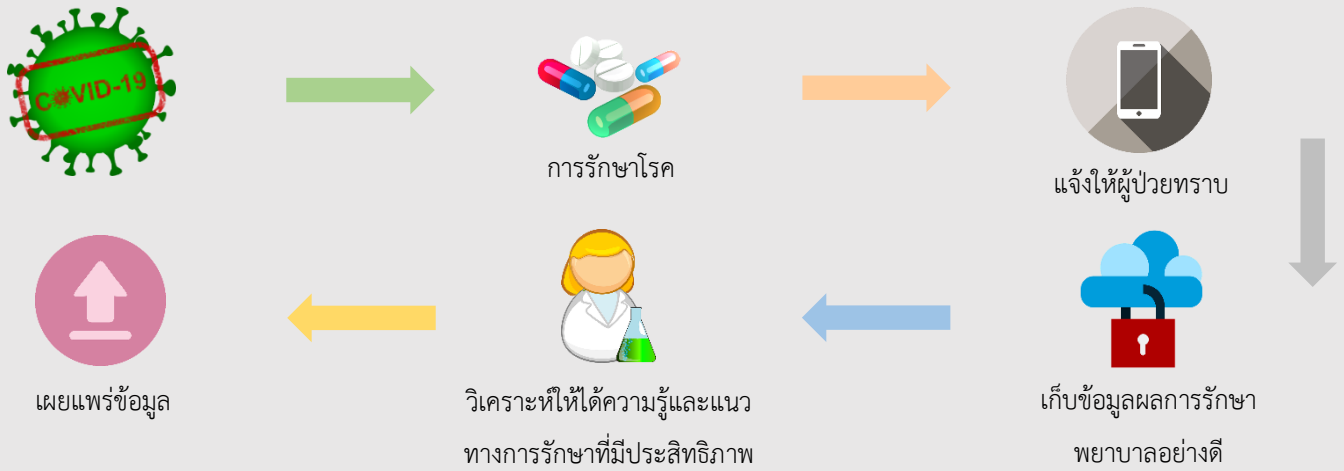 COVID-19
การรักษาโรค
แจ้งให้ผู้ป่วยทราบ
เก็บข้อมูลผลการรักษา
พยาบาลอย่างดี
วิเคราะห์ให้ได้ความรู้และแนว
ทางการรักษาที่มีประสิทธิภาพ
เผยแพร่ข้อมูล